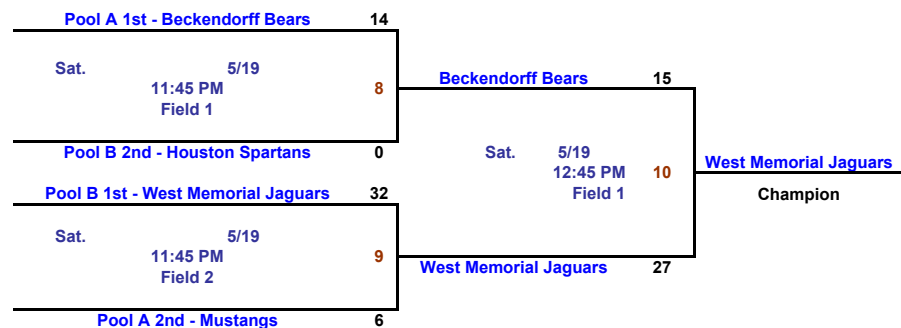 Pool A 1st - Beckendorff Bears 14
Sat. 5/19
11:45 PM 8
Field 1
Pool B 2nd - Houston Spartans 0
Pool B 1st - West Memorial Jaguars 32
Sat. 5/19
11:45 PM 9
Field 2
Pool A 2nd - Mustangs 6
Beckendorff Bears 15
Sat. 5/19
12:45 PM 10
Field 1
West Memorial Jaguars 27
West Memorial Jaguars
Champion